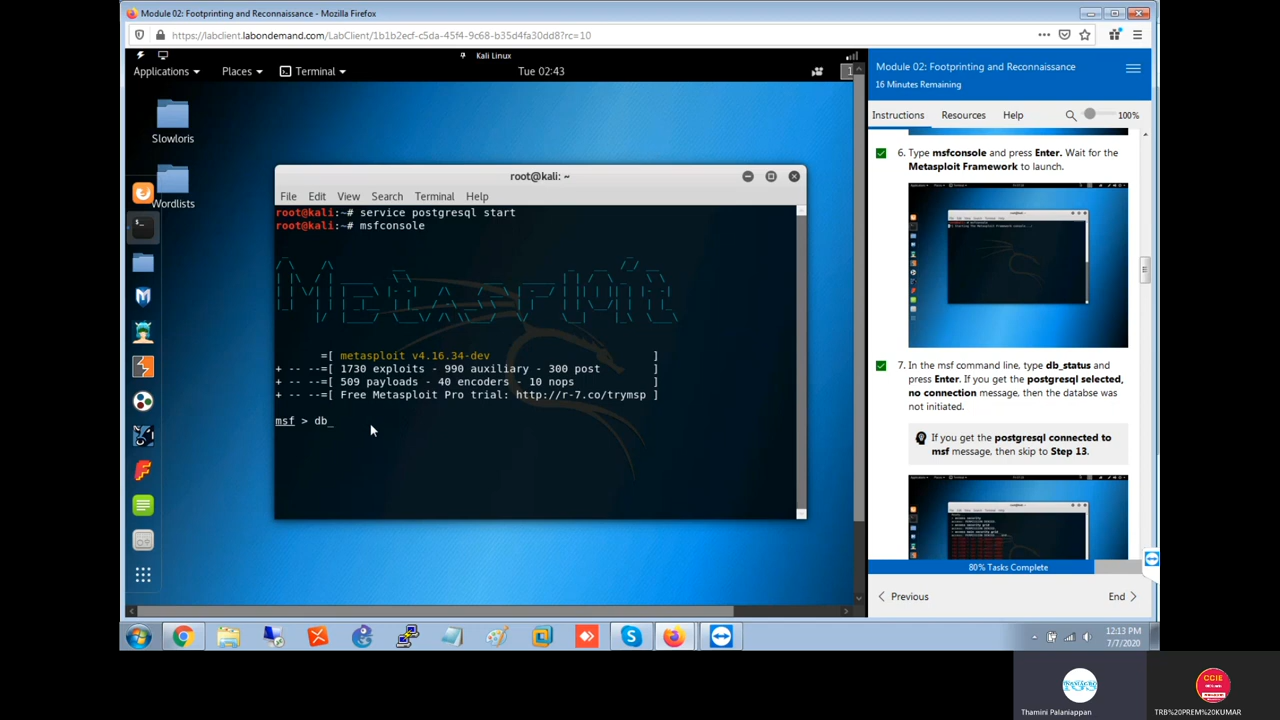 Module 02: Footprinting and Reconnaissance - Mozilla Firefox
https://labclient.labondemand.com/LabClient/1b1b2ecf-6cda-45f4-9c68-b35d4fa30dd8?rc=10
Kali Linux
Applications
Places
Terminal
Tue 02:43
1
Slowloris
Wordlists
root@kali: ~
File Edit View Search Terminal Help
root@kali:~# service postgresql start
root@kali:~# msfconsole
Metasploit
=[ metasploit v4.16.34-dev ]
+ -- --=[ 1730 exploits - 990 auxiliary - 300 post ]
+ -- --=[ 509 payloads - 40 encoders - 10 nops ]
+ -- --=[ Free Metasploit Pro trial: http://r-7.co/trymsp ]
msf > db_
Module 02: Footprinting and Reconnaissance
16 Minutes Remaining
Instructions Resources Help
100%
6. Type msfconsole and press Enter. Wait for the
Metasploit Framework to launch.
7. In the msf command line, type db_status and
press Enter. If you get the postgresql selected,
no connection message, then the databse was
not initiated.
If you get the postgresql connected to
msf message, then skip to Step 13.
80% Tasks Complete
Previous
End
12:13 PM
7/7/2020
Thamini Palaniappan
CCIE
TRB%20PREM%20KUMAR